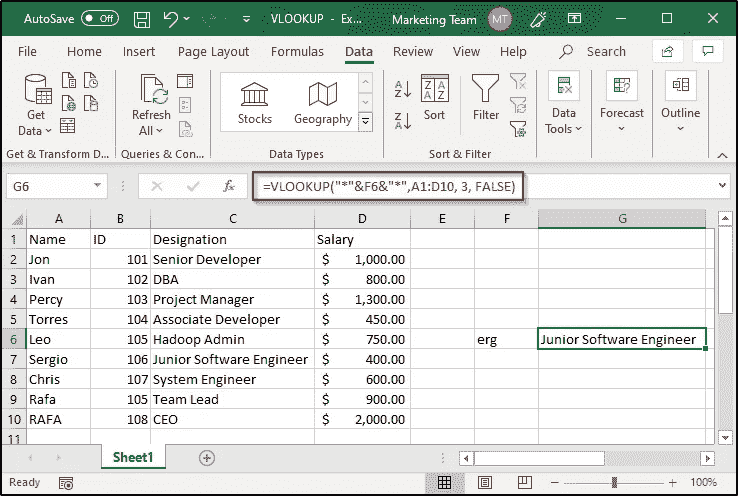 AutoSave Off VLOOKUP - Ex... Marketing Team MT
File Home Insert Page Layout Formulas Data Review View Help Search
Get Data Refresh All Stocks Geography A Z Z A Z A A Z Sort Filter Data Tools Forecast Outline
Get & Transform D... Queries & Con... Data Types
G6 fx =VLOOKUP("*"&F6&"*",A1:D10, 3, FALSE)
A B C D E F G
1 Name ID Designation Salary
2 Jon 101 Senior Developer $ 1,000.00
3 Ivan 102 DBA $ 800.00
4 Percy 103 Project Manager $ 1,300.00
5 Torres 104 Associate Developer $ 450.00
6 Leo 105 Hadoop Admin $ 750.00 erg Junior Software Engineer
7 Sergio 106 Junior Software Engineer $ 400.00
8 Chris 107 System Engineer $ 600.00
9 Rafa 105 Team Lead $ 900.00
10 RAFA 108 CEO $ 2,000.00
11
Sheet1
Ready 100%